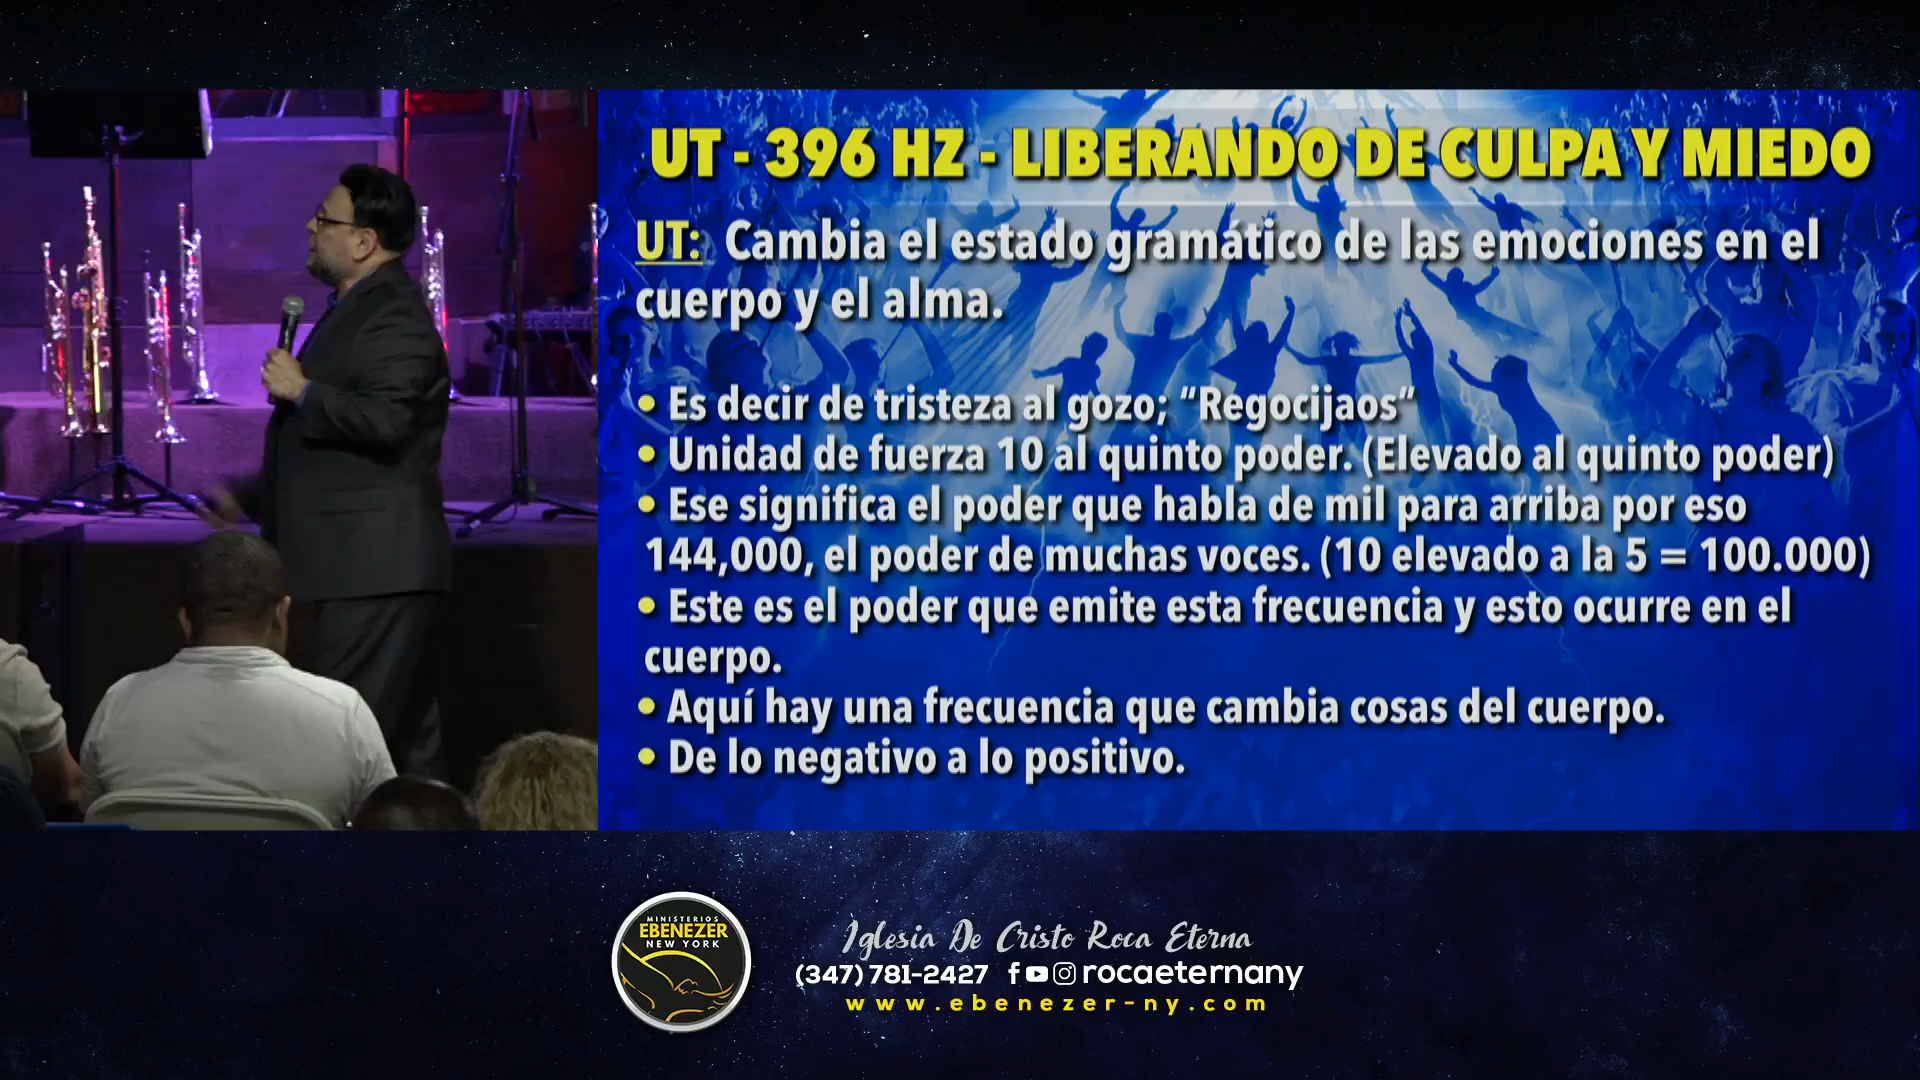 UT - 396 HZ - LIBERANDO DE CULPA Y MIEDO
UT: Cambia el estado gramático de las emociones en el
cuerpo y el alma.
• Es decir de tristeza al gozo; “Regocijaos”
• Unidad de fuerza 10 al quinto poder. (Elevado al quinto poder)
• Ese significa el poder que habla de mil para arriba por eso
144,000, el poder de muchas voces. (10 elevado a la 5 = 100.000)
• Este es el poder que emite esta frecuencia y esto ocurre en el
cuerpo.
• Aquí hay una frecuencia que cambia cosas del cuerpo.
• De lo negativo a lo positivo.
MINISTERIOS
EBENEZER
NEW YORK
Iglesia De Cristo Roca Eterna
(347) 781-2427 rocaeternany
www.ebenezer-ny.com